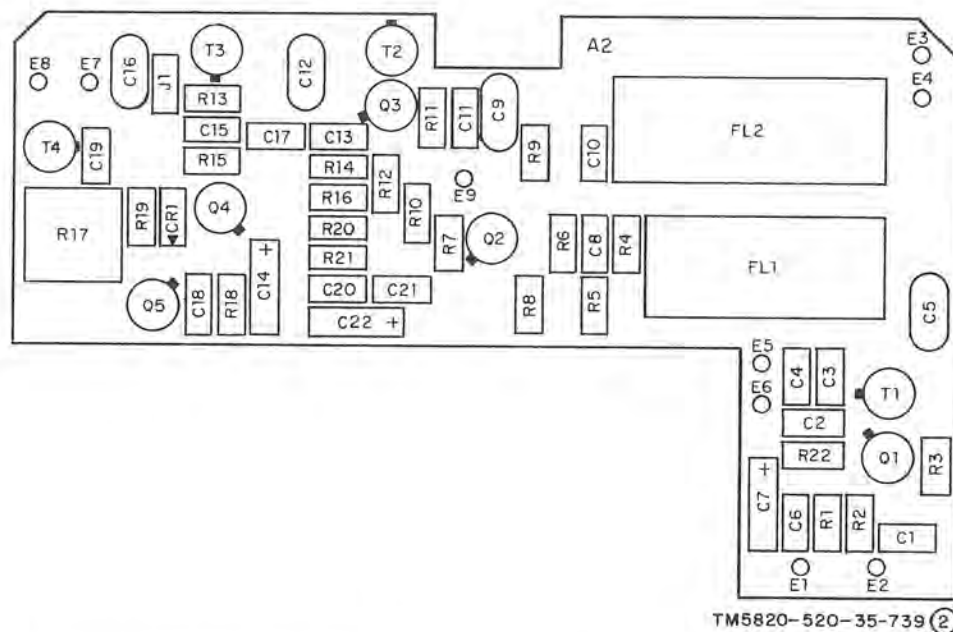 T3
T2
A2
E3
E8
E7
C16
J1
C12
E4
R13
Q3
R11
C11
C9
FL2
T4
C19
C15
C17
C13
R9
C10
R15
R14
R12
E9
R16
R10
R17
R19
CR1
Q4
R20
R7
Q2
R6
C8
R4
R21
FL1
Q5
C18
R18
+
C14
C20
C21
R8
R5
C5
C22 +
E5
C4
C3
E6
T1
C2
R22
Q1
R3
+
C7
C6
R1
R2
C1
E1
E2
TM5820-520-35-739 (2)